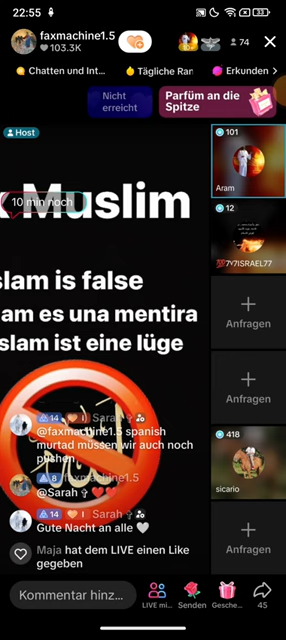 22:55
33
faxmachine1.5
103.3K
74
Chatten und Int...
Tägliche Ran
Erkunden
Nicht erreicht
Parfüm an die Spitze
Host
101
Muslim
10 min noch
Aram
12
7Y7ISRAEL77
slam is false
am es una mentira
slam ist eine lüge
Anfragen
Anfragen
14 I Sarah
@faxmachine1.5 spanish
murtad müssen wir auch noch
pushen
8 faxmachine1.5
@Sarah
418
sicario
14 I Sarah
Gute Nacht an alle
Maja hat dem LIVE einen Like
gegeben
Anfragen
Kommentar hinz...
LIVE mi...
Senden
Gesche...
45